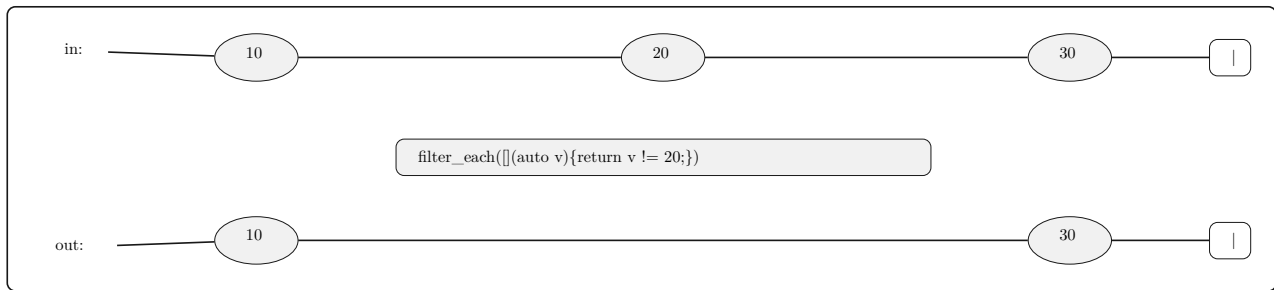 in: 10 20 30 |
filter_each([](auto v){return v != 20;})
out: 10 30 |